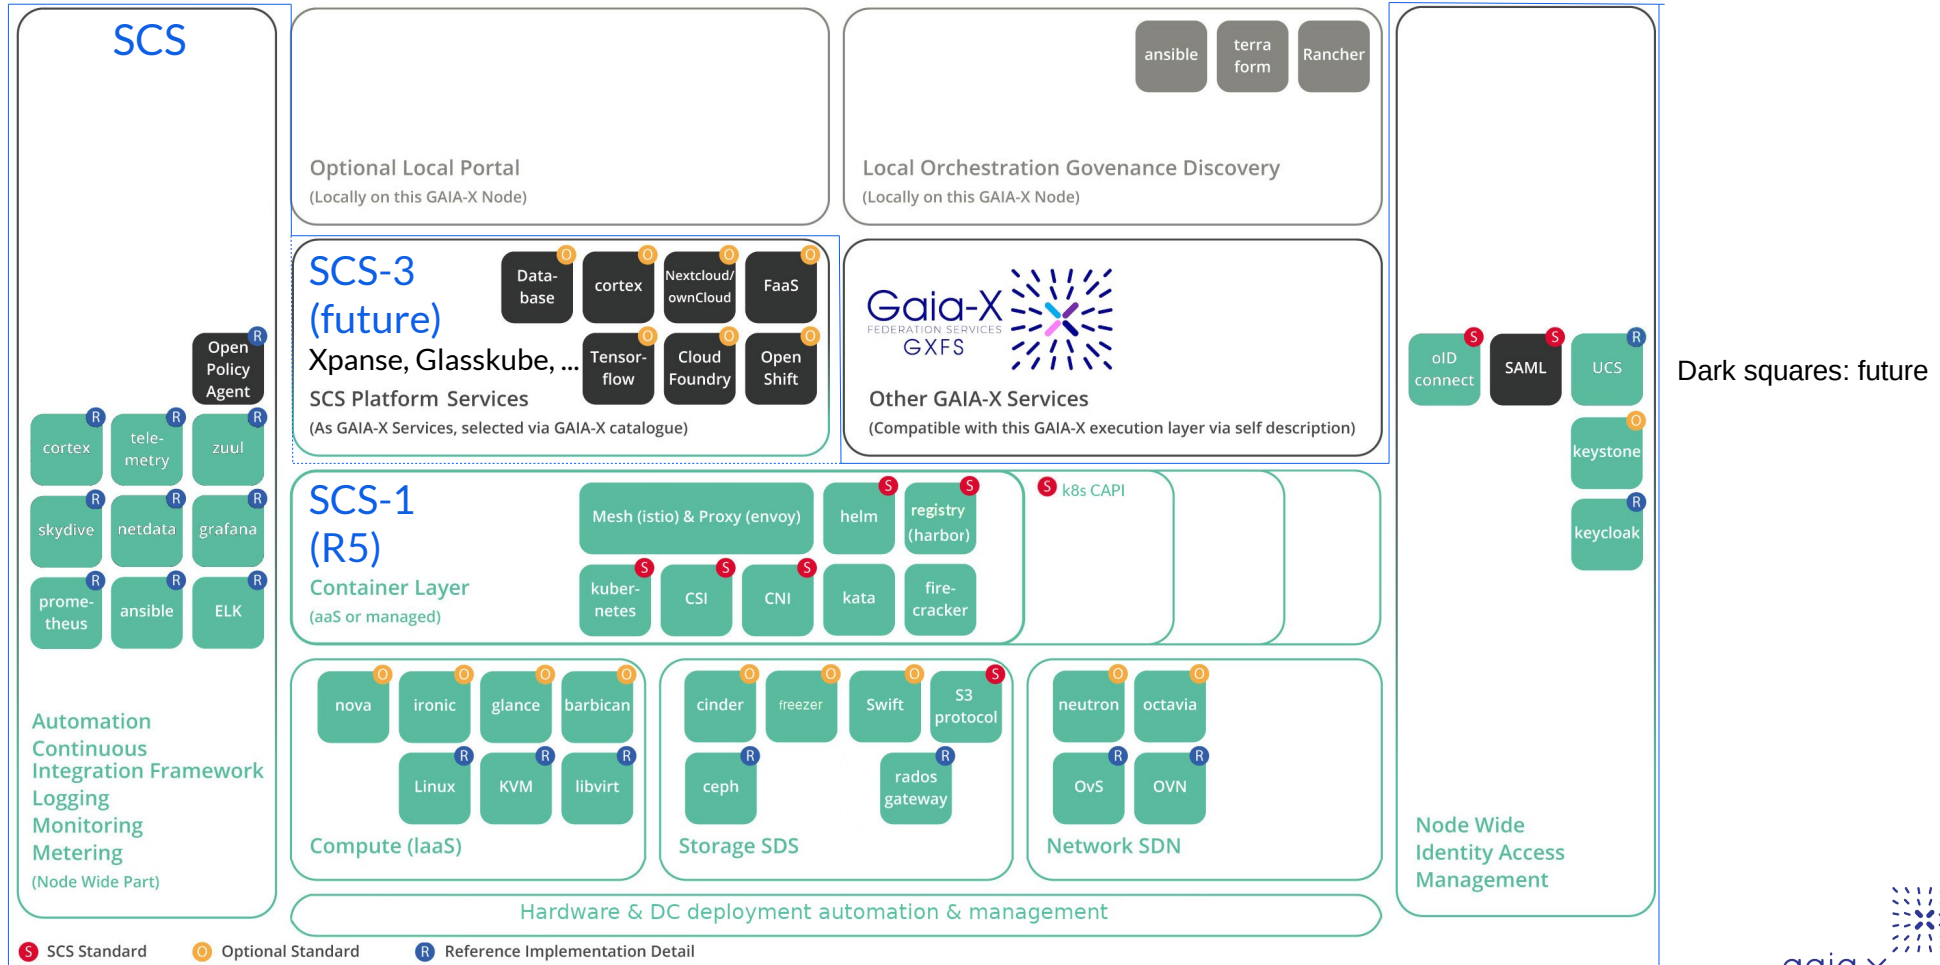 SCS
Open
Policy
Agent
R
cortex
R
tele-
metry
R
zuul
R
skydive
R
netdata
R
grafana
R
prome-
theus
R
ansible
R
ELK
R
Automation
Continuous
Integration Framework
Logging
Monitoring
Metering
(Node Wide Part)
Optional Local Portal
(Locally on this GAIA-X Node)
ansible
terra
form
Rancher
Local Orchestration Govenance Discovery
(Locally on this GAIA-X Node)
SCS-3
(future)
Xpanse, Glasskube, ...
Data-
base
O
cortex
O
Nextcloud/
ownCloud
O
FaaS
O
Tensor-
flow
O
Cloud
Foundry
O
Open
Shift
O
SCS Platform Services
(As GAIA-X Services, selected via GAIA-X catalogue)
Gaia-X
FEDERATION SERVICES
GXFS
Other GAIA-X Services
(Compatible with this GAIA-X execution layer via self description)
SCS-1
(R5)
Container Layer
(aaS or managed)
Mesh (istio) & Proxy (envoy)
helm
S
registry
(harbor)
S
S k8s CAPI
kuber-
netes
S
CSI
S
CNI
S
kata
fire-
cracker
nova
O
ironic
O
glance
O
barbican
O
Linux
R
KVM
R
libvirt
R
Compute (IaaS)
cinder
O
freezer
O
Swift
O
S3
protocol
S
ceph
R
rados
gateway
R
Storage SDS
neutron
O
octavia
O
OvS
R
OVN
R
Network SDN
Hardware & DC deployment automation & management
oID
connect
S
SAML
S
UCS
R
keystone
O
keycloak
R
Node Wide
Identity Access
Management
Dark squares: future
S SCS Standard
O Optional Standard
R Reference Implementation Detail
gaia-x